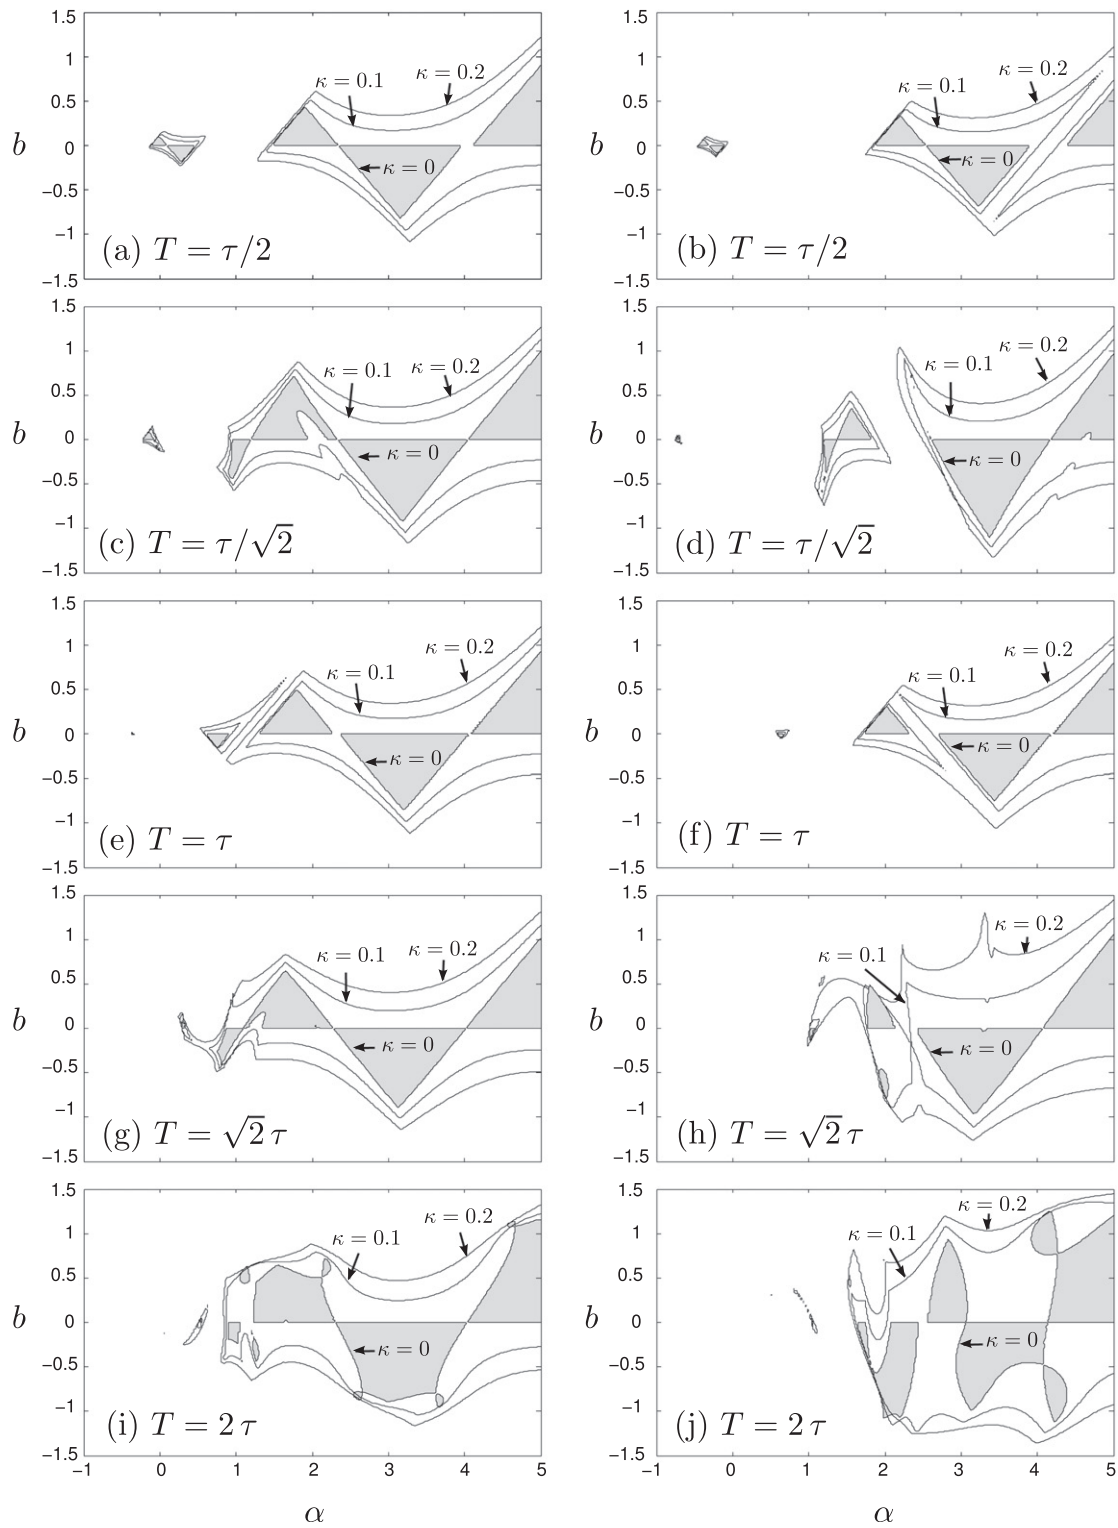 1.5 1.5
1 κ = 0.1 κ = 0.2 1 κ = 0.1 κ = 0.2
0.5 0.5
b 0 b 0
κ = 0 κ = 0
−0.5 −0.5
−1 (a) T = τ/2 −1 (b) T = τ/2
−1.5 −1.5
1.5 1.5
1 κ = 0.1 κ = 0.2 1 κ = 0.1 κ = 0.2
0.5 0.5
b 0 b 0
κ = 0 κ = 0
−0.5 −0.5
−1 (c) T = τ/√2 −1 (d) T = τ/√2
−1.5 −1.5
1.5 1.5
1 κ = 0.1 κ = 0.2 1 κ = 0.1 κ = 0.2
0.5 0.5
b 0 b 0
κ = 0 κ = 0
−0.5 −0.5
−1 (e) T = τ −1 (f) T = τ
−1.5 −1.5
1.5 1.5
1 κ = 0.1 κ = 0.2 1 κ = 0.1 κ = 0.2
0.5 0.5
b 0 b 0
κ = 0 κ = 0
−0.5 −0.5
−1 (g) T = √2 τ −1 (h) T = √2 τ
−1.5 −1.5
1.5 1.5
1 κ = 0.1 κ = 0.2 1 κ = 0.1 κ = 0.2
0.5 0.5
b 0 b 0
κ = 0 κ = 0
−0.5 −0.5
−1 (i) T = 2 τ −1 (j) T = 2 τ
−1.5 −1.5
−1 0 1 2 3 4 5 −1 0 1 2 3 4 5
α α